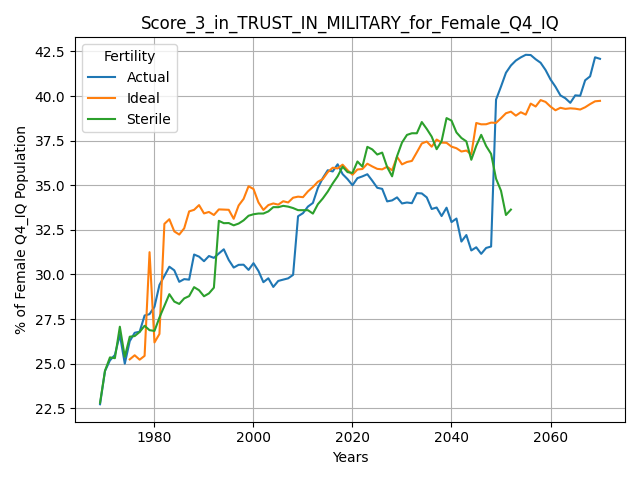 Score_3_in_TRUST_IN_MILITARY_for_Female_Q4_IQ
Fertility
Actual
Ideal
Sterile
% of Female Q4_IQ Population
42.5
40.0
37.5
35.0
32.5
30.0
27.5
25.0
22.5
1980 2000 2020 2040 2060
Years